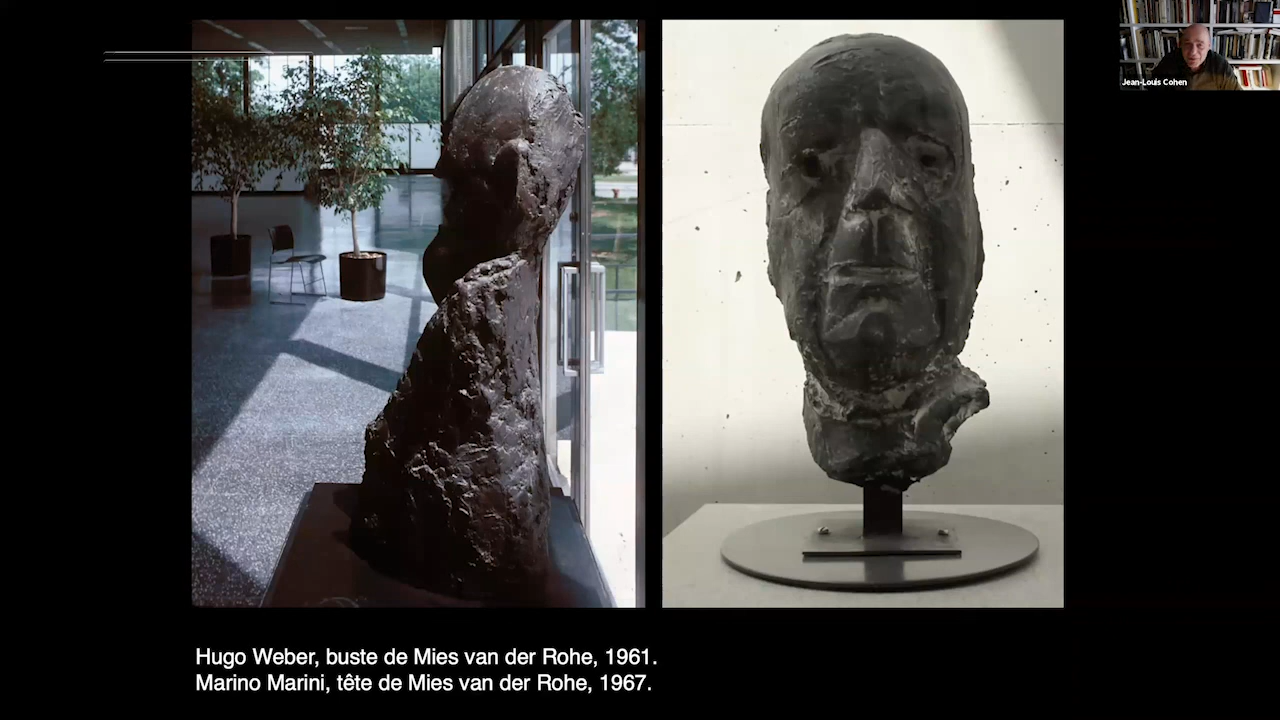 Jean-Louis Cohen
Hugo Weber, buste de Mies van der Rohe, 1961.
Marino Marini, tête de Mies van der Rohe, 1967.